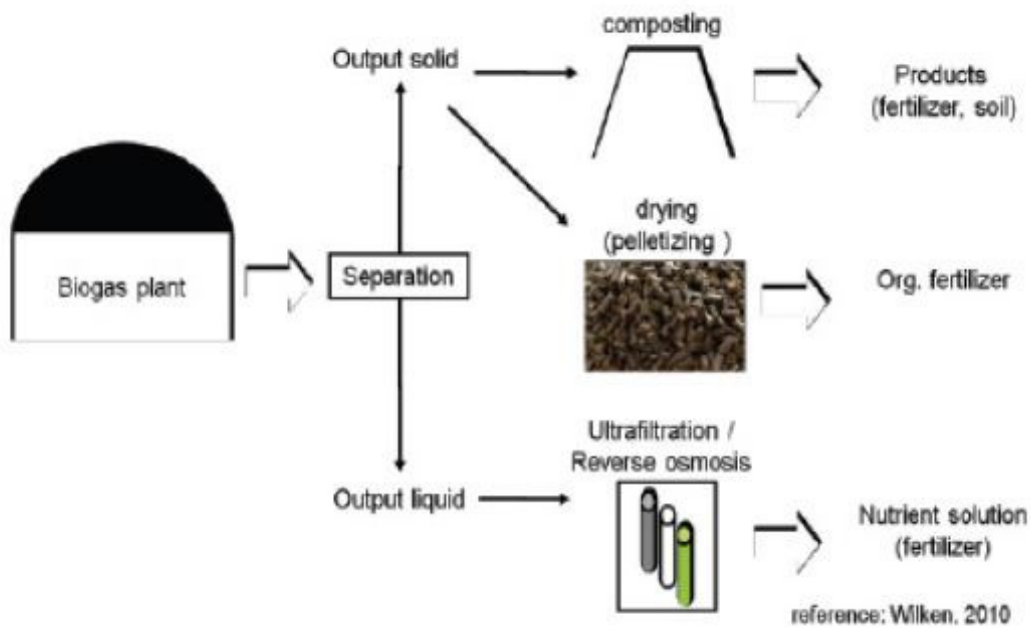 composting
Output solid
Products
(fertilizer, soil)
Biogas plant
Separation
drying
(pelletizing )
Org. fertilizer
Ultrafiltration /
Reverse osmosis
Output liquid
Nutrient solution
(fertilizer)
reference: Wilken, 2010